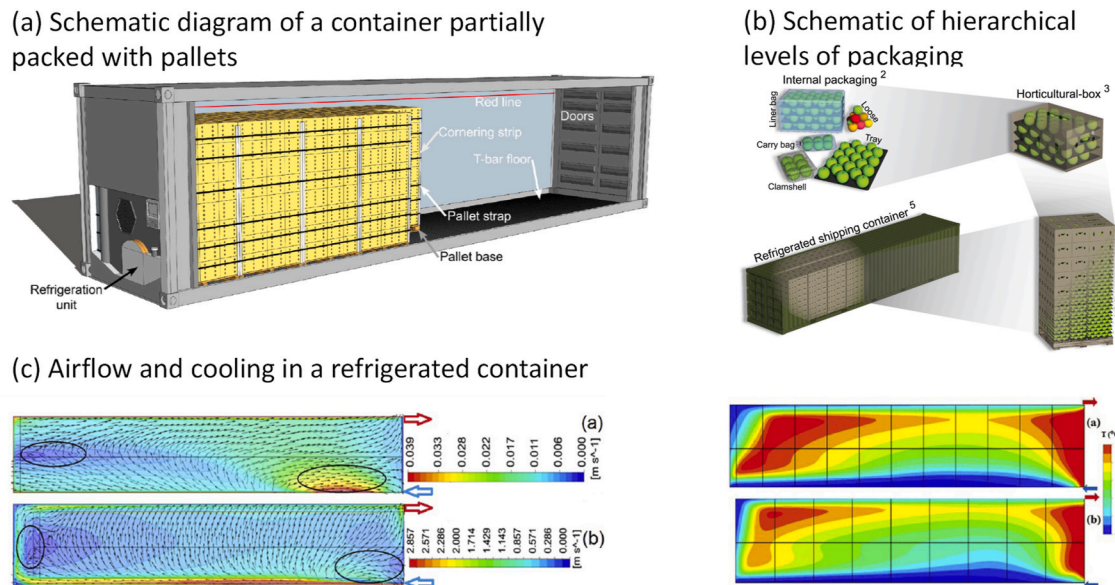 (a) Schematic diagram of a container partially
packed with pallets
Red line
Doors
Cornering strip
T-bar floor
Pallet strap
Pallet base
Refrigeration
unit
(b) Schematic of hierarchical
levels of packaging
Internal packaging 2
Liner bag
Loose
Horticultural-box 3
Carry bag
Tray
Clamshell
Refrigerated shipping container 5
(c) Airflow and cooling in a refrigerated container
(a)
0.039
0.033
0.028
0.022
0.017
0.011
0.006
0.000
[m s^-1]
(b)
2.857
2.571
2.286
2.000
1.714
1.429
1.143
0.857
0.571
0.286
0.000
[m s^-1]
(a)
(b)